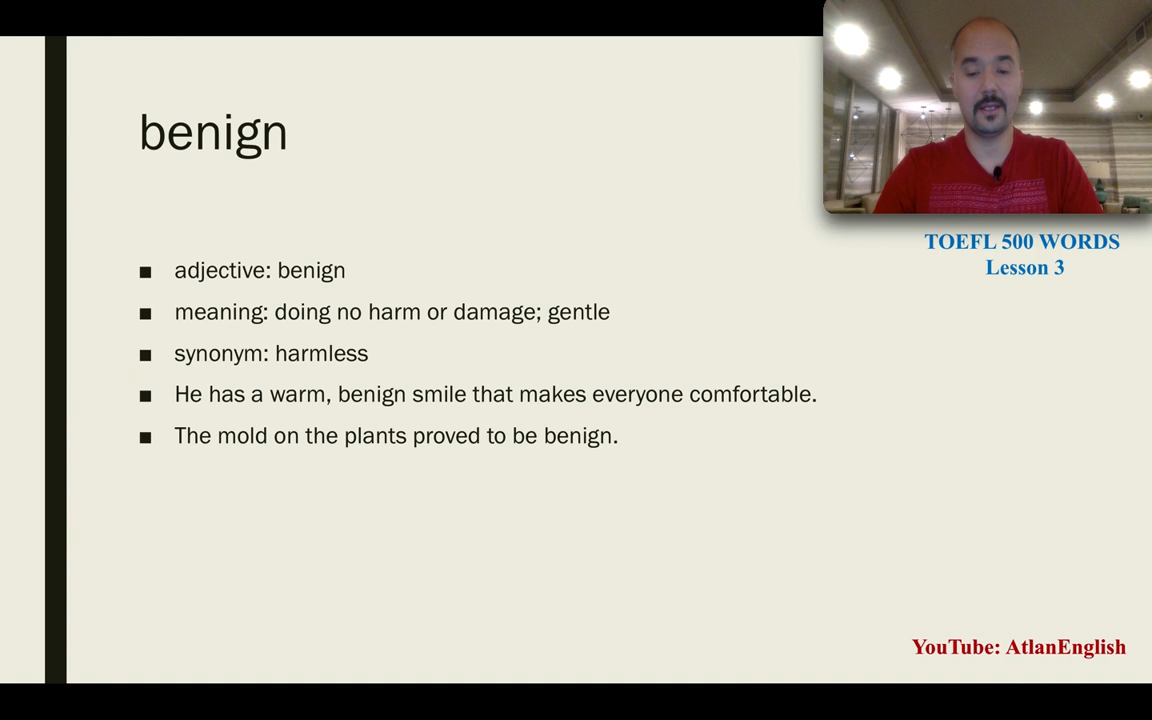 benign
TOEFL 500 WORDS
Lesson 3
■ adjective: benign
■ meaning: doing no harm or damage; gentle
■ synonym: harmless
■ He has a warm, benign smile that makes everyone comfortable.
■ The mold on the plants proved to be benign.
YouTube: AtlanEnglish